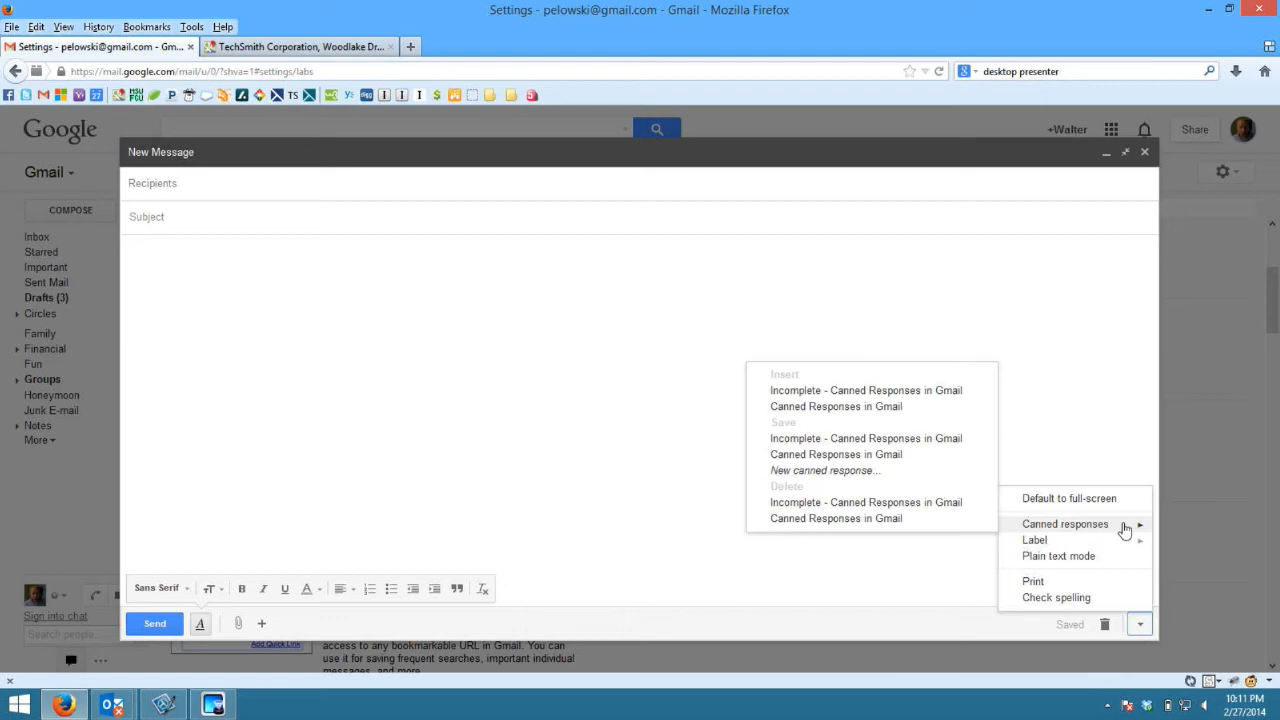 Settings - pelowski@gmail.com - Gmail - Mozilla Firefox
File Edit View History Bookmarks Tools Help
Settings - pelowski@gmail.com - Gm... TechSmith Corporation, Woodlake Dr...
https://mail.google.com/mail/u/0/?shva=1#settings/labs
desktop presenter
Google
+Walter
Share
New Message
Gmail
Recipients
COMPOSE
Subject
Inbox
Starred
Important
Sent Mail
Drafts (3)
Circles
Family
Financial
Fun
Groups
Honeymoon
Junk E-mail
Notes
More
Insert
Incomplete - Canned Responses in Gmail
Canned Responses in Gmail
Save
Incomplete - Canned Responses in Gmail
Canned Responses in Gmail
New canned response...
Delete
Incomplete - Canned Responses in Gmail
Canned Responses in Gmail
Default to full-screen
Canned responses
Label
Plain text mode
Print
Check spelling
Sans Serif
Sign into chat
Search people...
Send
Saved
Add Quick Link
access to any bookmarkable URL in Gmail. You can
use it for saving frequent searches, important individual
messages, and more.
10:11 PM
2/27/2014